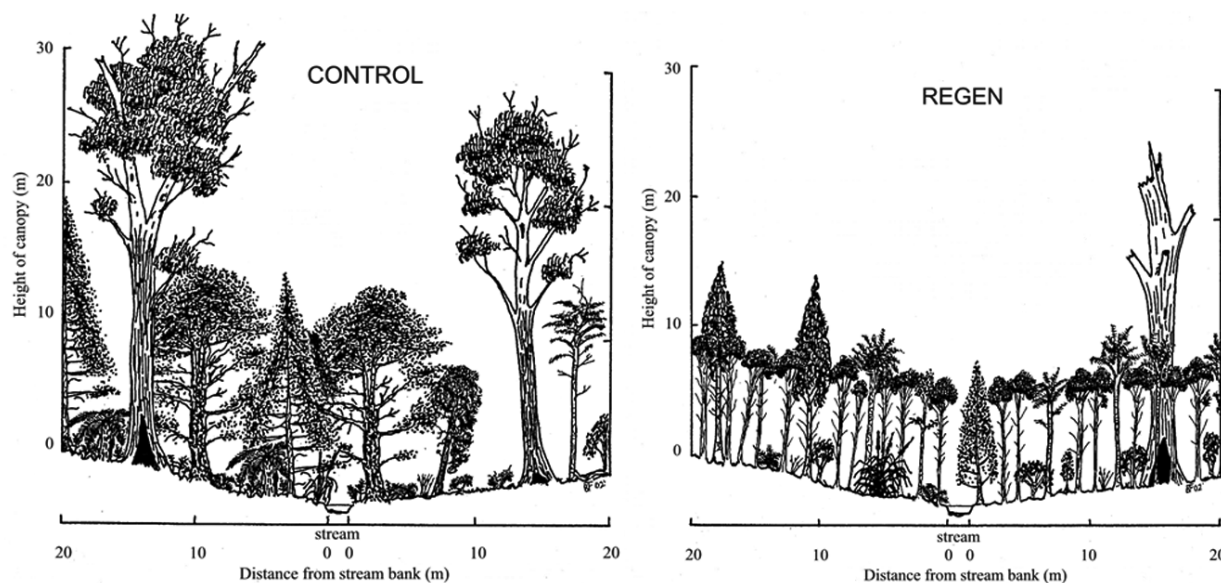 CONTROL
Height of canopy (m)
30
20
10
0
stream
20 10 0 0 10 20
Distance from stream bank (m)
REGEN
Height of canopy (m)
30
20
10
0
stream
20 10 0 0 10 20
Distance from stream bank (m)